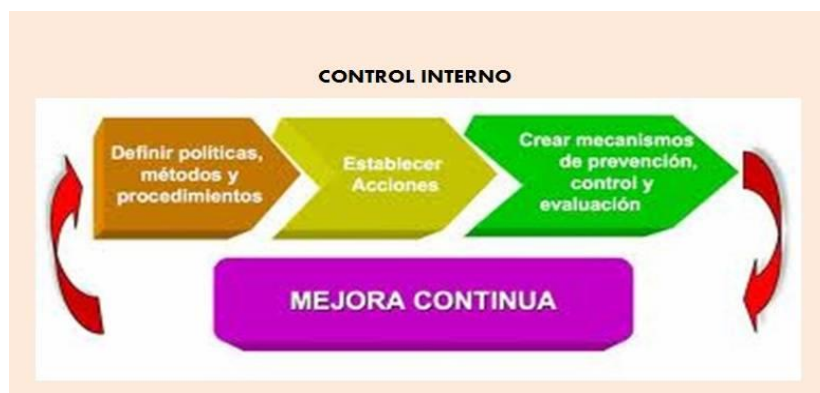 CONTROL INTERNO
Definir políticas,
métodos y
procedimientos
Establecer
Acciones
Crear mecanismos
de prevención,
control y
evaluación
MEJORA CONTINUA